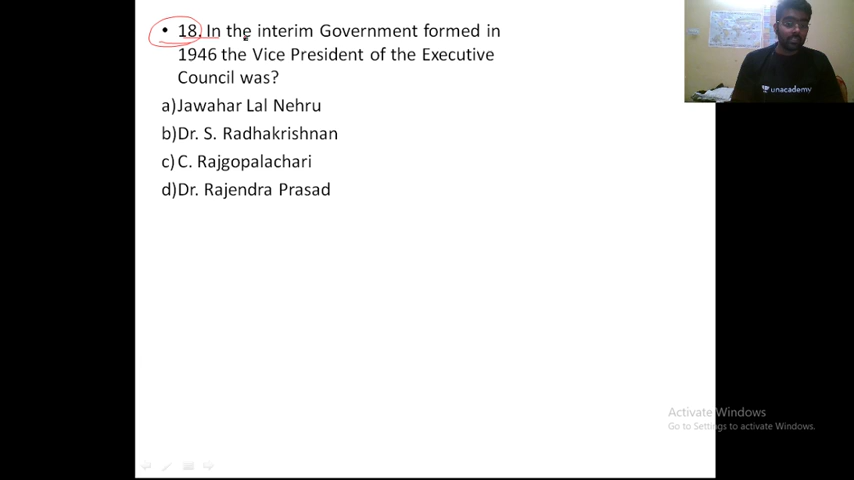 • 18. In the interim Government formed in
1946 the Vice President of the Executive
Council was?
a)Jawahar Lal Nehru
b)Dr. S. Radhakrishnan
c) C. Rajgopalachari
d)Dr. Rajendra Prasad
unacademy
Activate Windows
Go to Settings to activate Windows.